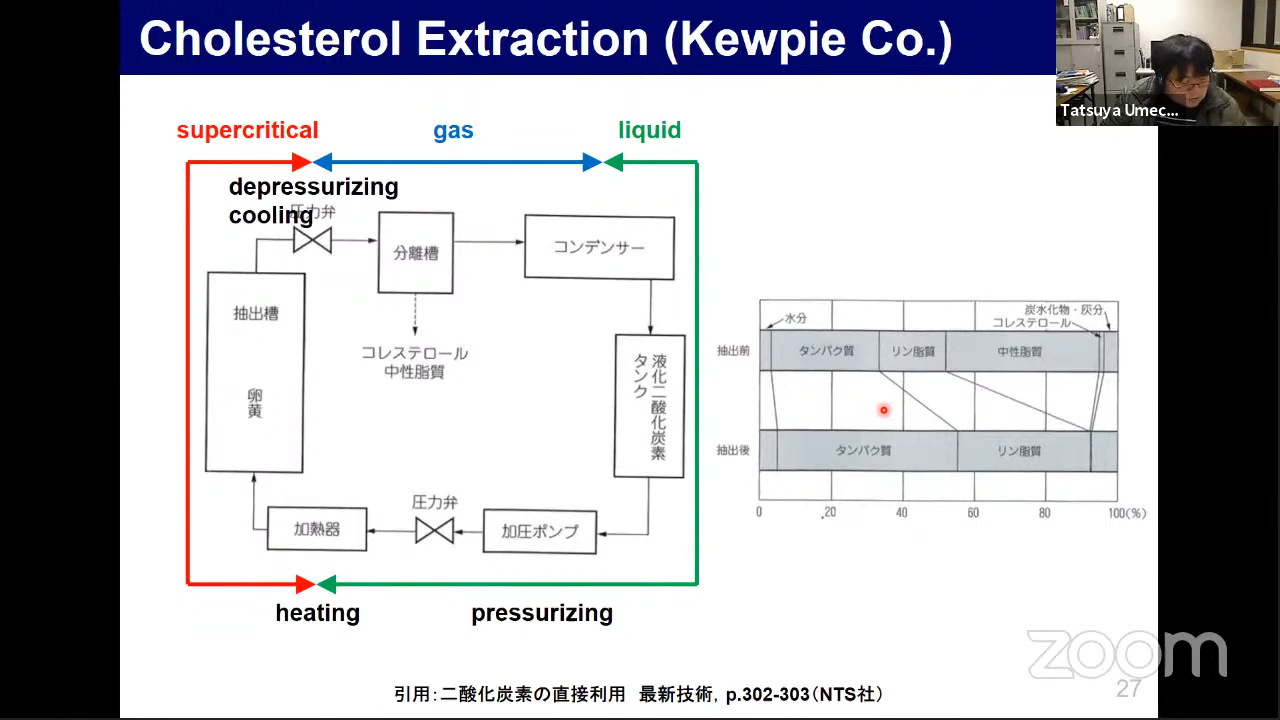 Cholesterol Extraction (Kewpie Co.)
Tatsuya Umec...
supercritical
gas
liquid
depressurizing
cooling
圧力弁
分離槽
コンデンサー
抽出槽
卵黄
コレステロール
中性脂質
液化二酸化炭素
タンク
圧力弁
加熱器
加圧ポンプ
heating
pressurizing
炭水化物・灰分
水分
コレステロール
抽出前
タンパク質
リン脂質
中性脂質
抽出後
タンパク質
リン脂質
0 20 40 60 80 100(%)
引用：二酸化炭素の直接利用 最新技術, p.302-303（NTS社）
zoom
27